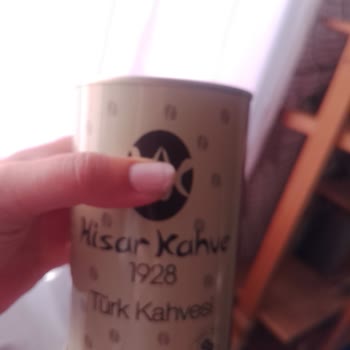 Hisar Kahve
1928
Türk Kahvesi